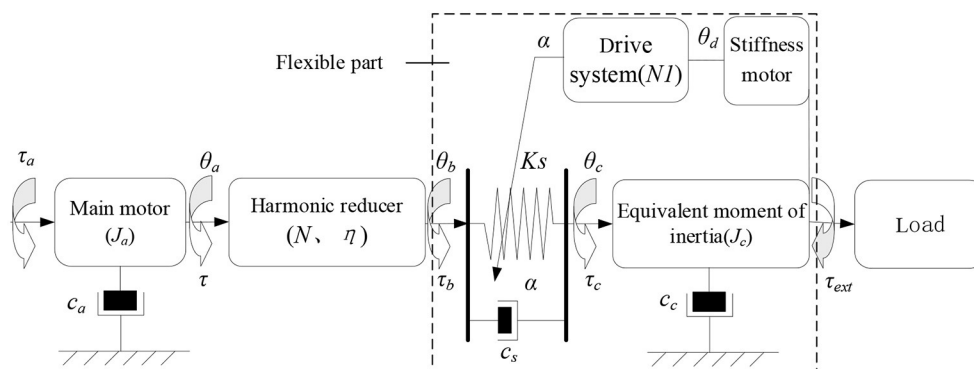 Flexible part
α
Drive
system(N1)
θd
Stiffness
motor
τa
θa
θb
Ks
θc
Main motor
(Ja)
Harmonic reducer
(N、 η)
Equivalent moment of
inertia(Jc)
Load
τ
τb
α
τc
τext
ca
cs
cc